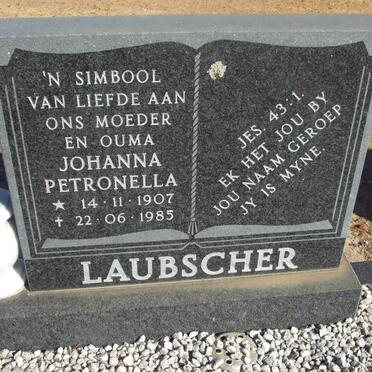 'N SIMBOOL
VAN LIEFDE AAN
ONS MOEDER
EN OUMA
JOHANNA
PETRONELLA
★ 14·11·1907
✝ 22·06·1985
JES. 43:1.
EK HET JOU BY
JOU NAAM GEROEP
JY IS MYNE.
LAUBSCHER